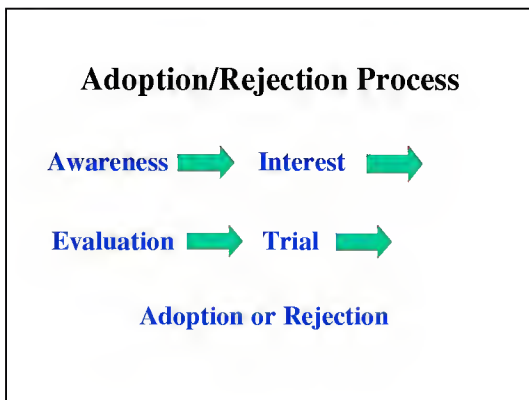 Adoption/Rejection Process
Awareness Interest
Evaluation Trial
Adoption or Rejection